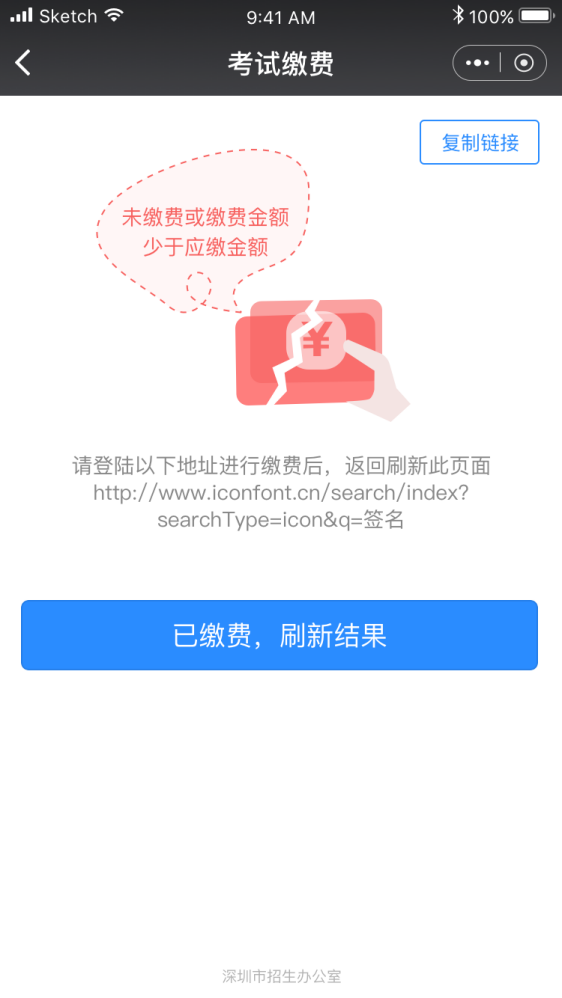 Sketch
9:41 AM
100%
考试缴费
复制链接
未缴费或缴费金额
少于应缴金额
¥
请登陆以下地址进行缴费后，返回刷新此页面
http://www.iconfont.cn/search/index?
searchType=icon&q=签名
已缴费，刷新结果
深圳市招生办公室